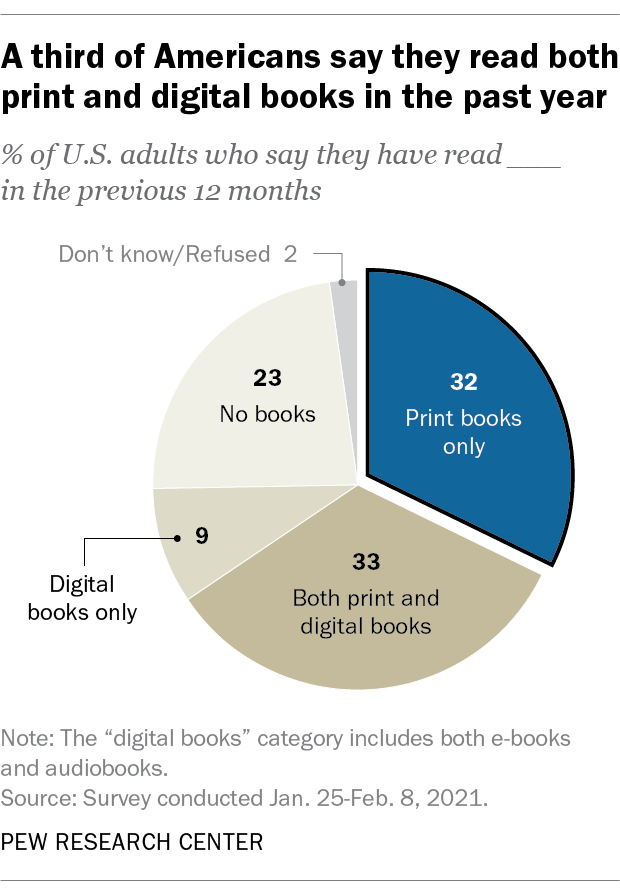 A third of Americans say they read both
print and digital books in the past year
% of U.S. adults who say they have read ___
in the previous 12 months
Don’t know/Refused 2
32
Print books
only
23
No books
9
Digital
books only
33
Both print and
digital books
Note: The “digital books” category includes both e-books
and audiobooks.
Source: Survey conducted Jan. 25-Feb. 8, 2021.
PEW RESEARCH CENTER